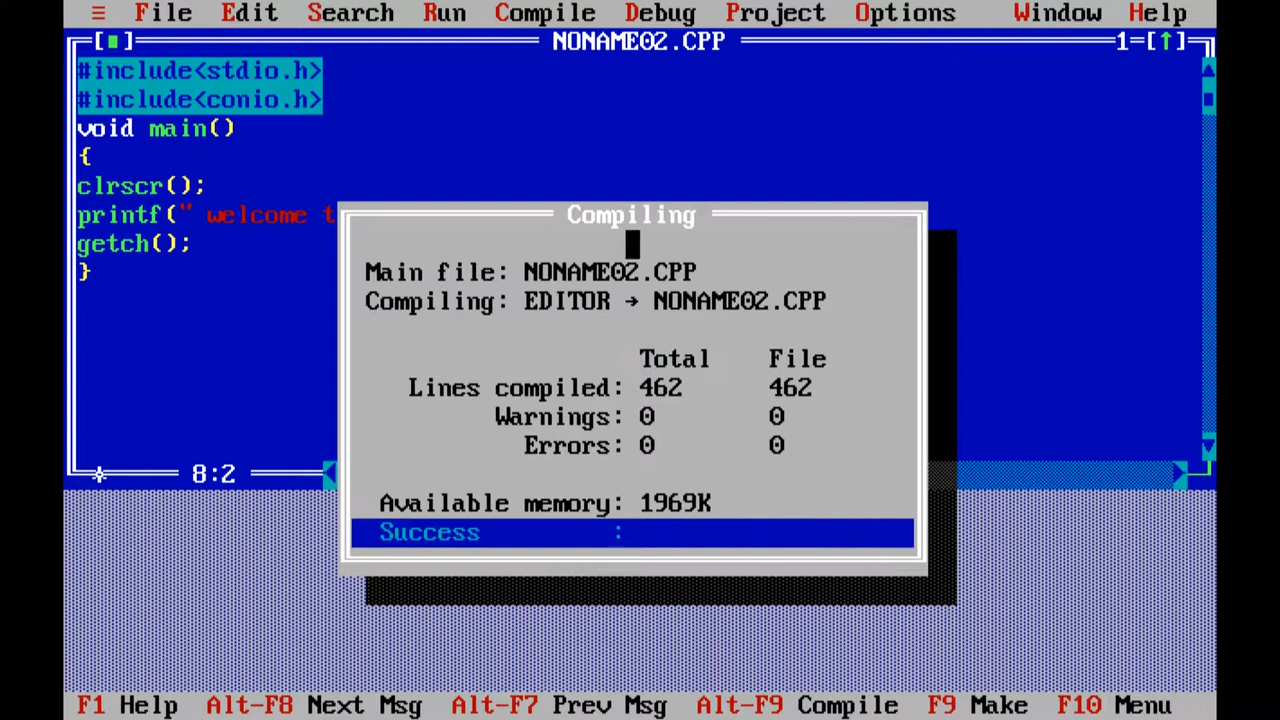 ≡ File Edit Search Run Compile Debug Project Options Window Help
[■] NONAME02.CPP 1=[↑]
#include<stdio.h>
#include<conio.h>
void main()
{
clrscr();
printf(" welcome t
getch();
}
8:2
Compiling
Main file: NONAME02.CPP
Compiling: EDITOR → NONAME02.CPP
Total File
Lines compiled: 462 462
Warnings: 0 0
Errors: 0 0
Available memory: 1969K
Success :
F1 Help Alt-F8 Next Msg Alt-F7 Prev Msg Alt-F9 Compile F9 Make F10 Menu